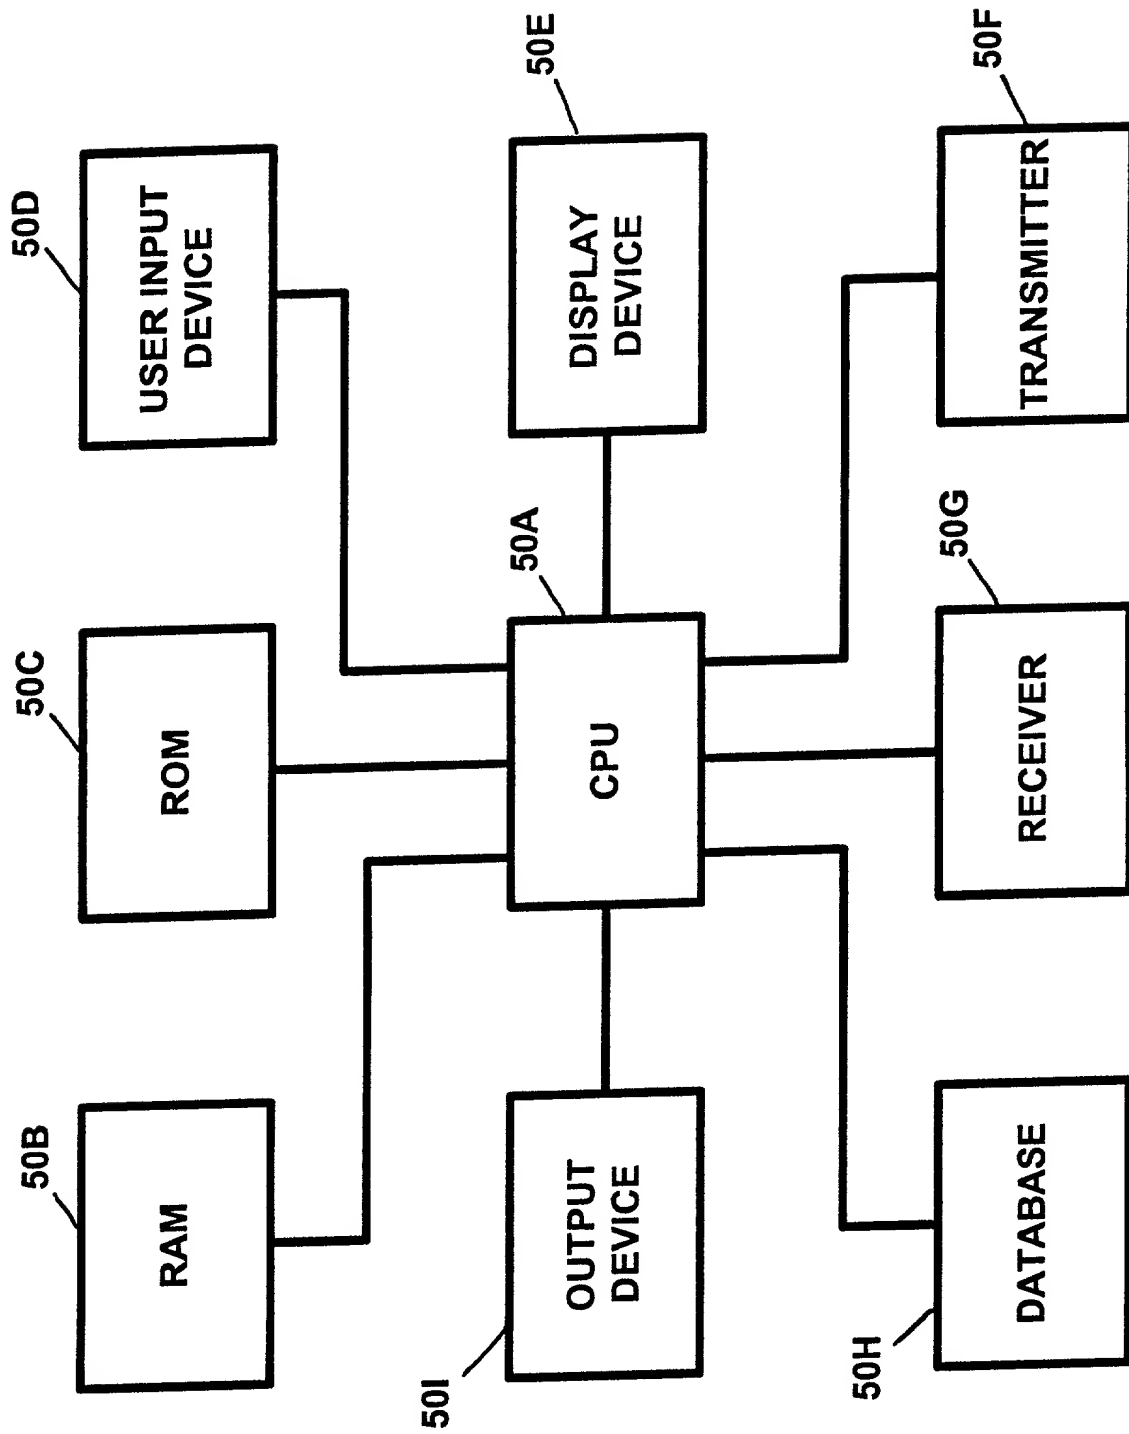 50B
RAM
50C
ROM
50D
USER INPUT
DEVICE
50I
OUTPUT
DEVICE
50A
CPU
50E
DISPLAY
DEVICE
50H
DATABASE
50G
RECEIVER
50F
TRANSMITTER